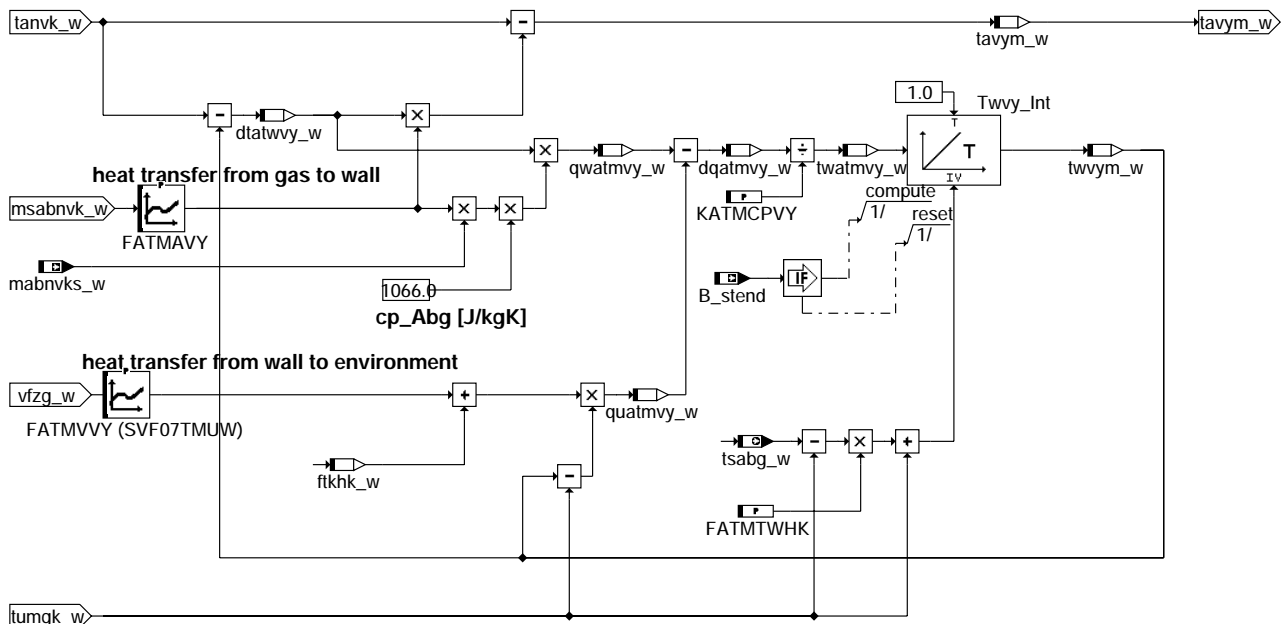 tanvk_w
tavym_w
tavym_w
1.0
Twvy_Int
T
dtatwvy_w
T
IV
qwatmvy_w
dqatmvy_w
twatmvy_w
twvym_w
heat transfer from gas to wall
P
msabnvk_w
FATMAVY
P
KATMCPVY
compute
1/
reset
1/
mabnvks_w
1066.0
cp_Abg [J/kgK]
B_stend
IF
heat transfer from wall to environment
P
vfzg_w
FATMVVY (SVF07TMUW)
quatmvy_w
ftkhk_w
tsabg_w
P
FATMTWHK
tumgk_w